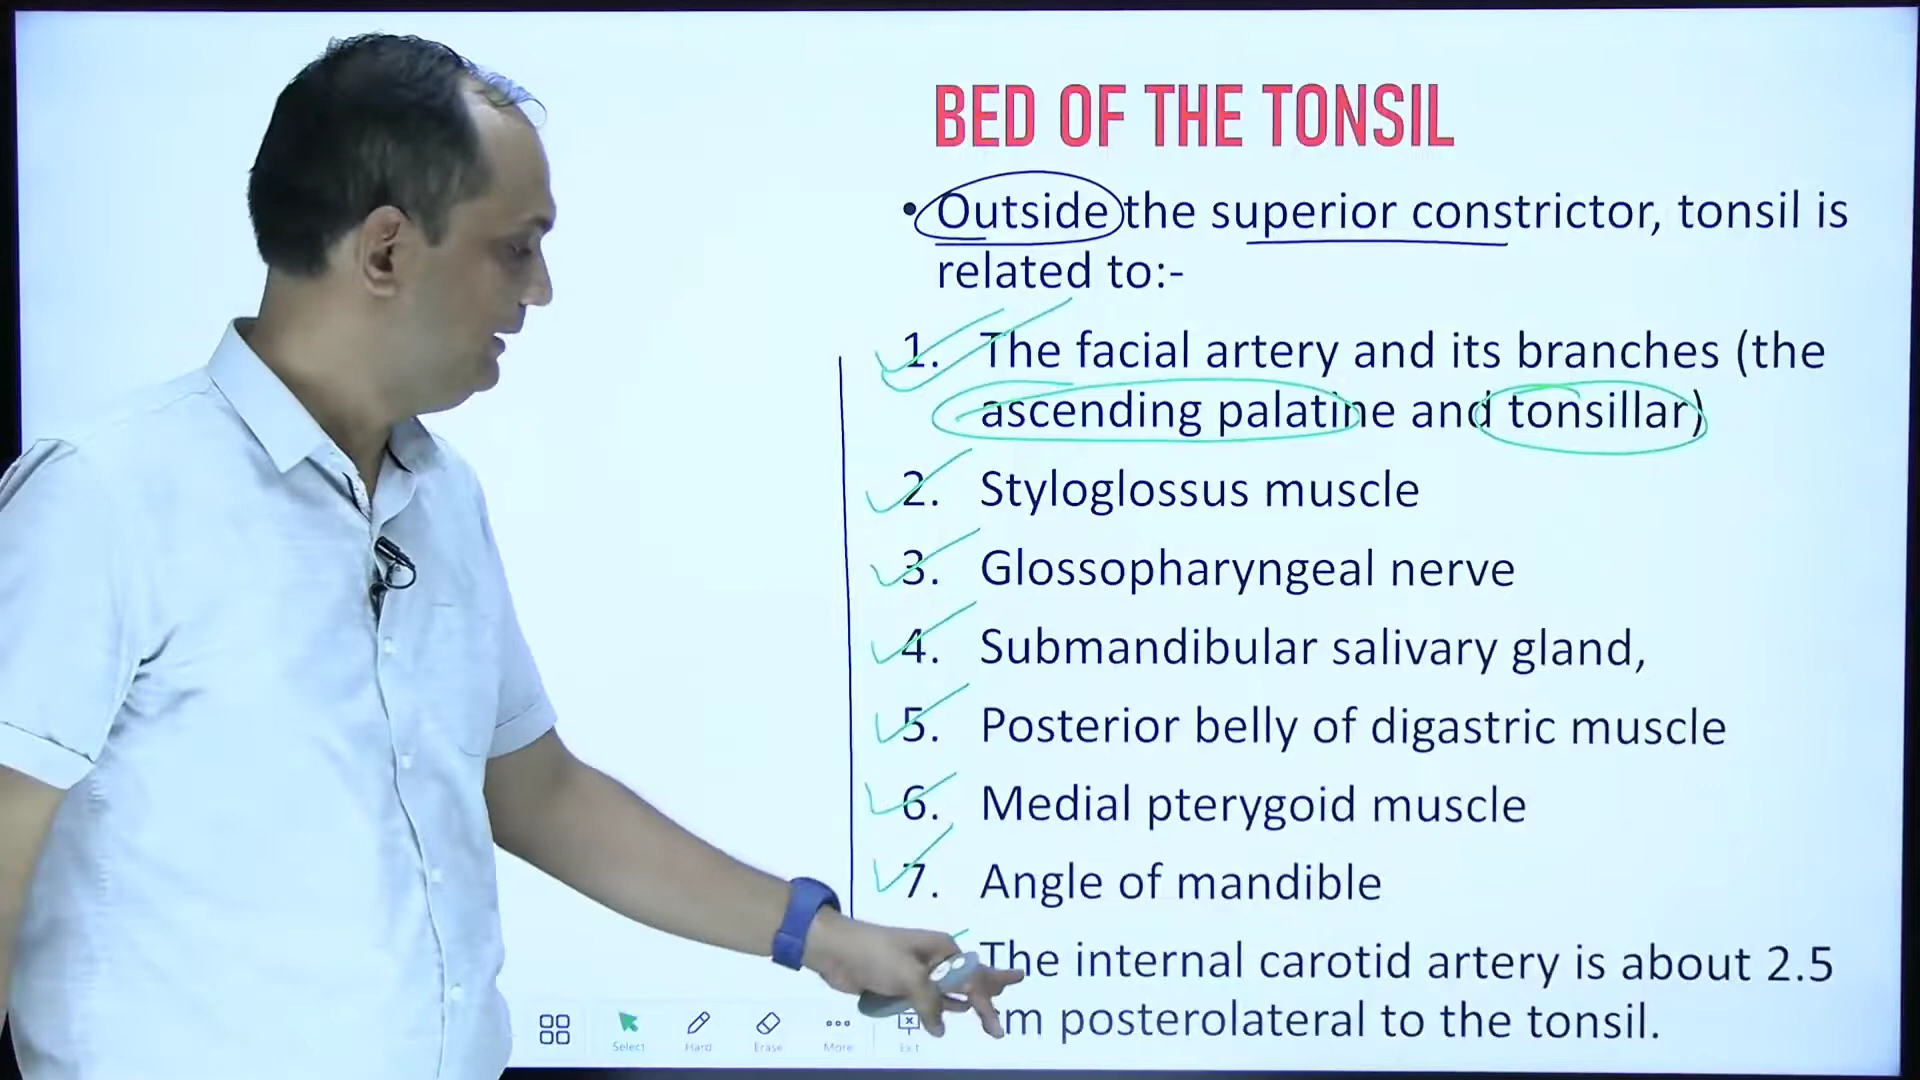 BED OF THE TONSIL
• Outside the superior constrictor, tonsil is
related to:-
1. The facial artery and its branches (the
ascending palatine and tonsillar)
2. Styloglossus muscle
3. Glossopharyngeal nerve
4. Submandibular salivary gland,
5. Posterior belly of digastric muscle
6. Medial pterygoid muscle
7. Angle of mandible
The internal carotid artery is about 2.5
cm posterolateral to the tonsil.
Select Hard Erase More Exit